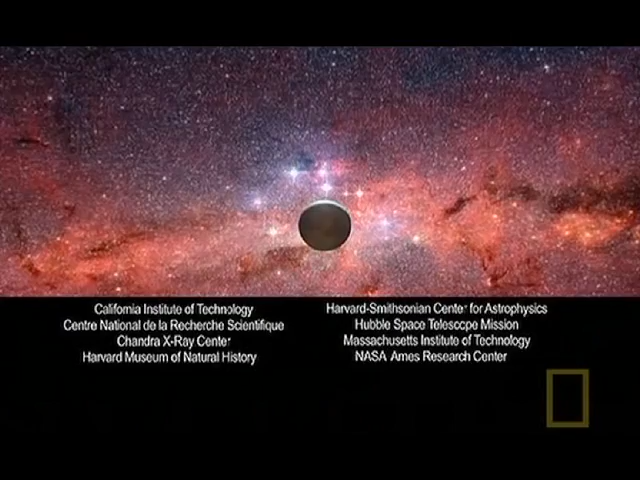 California Institute of Technology
Centre National de la Recherche Scientifique
Chandra X-Ray Center
Harvard Museum of Natural History
Harvard-Smithsonian Center for Astrophysics
Hubble Space Telescope Mission
Massachusetts Institute of Technology
NASA Ames Research Center